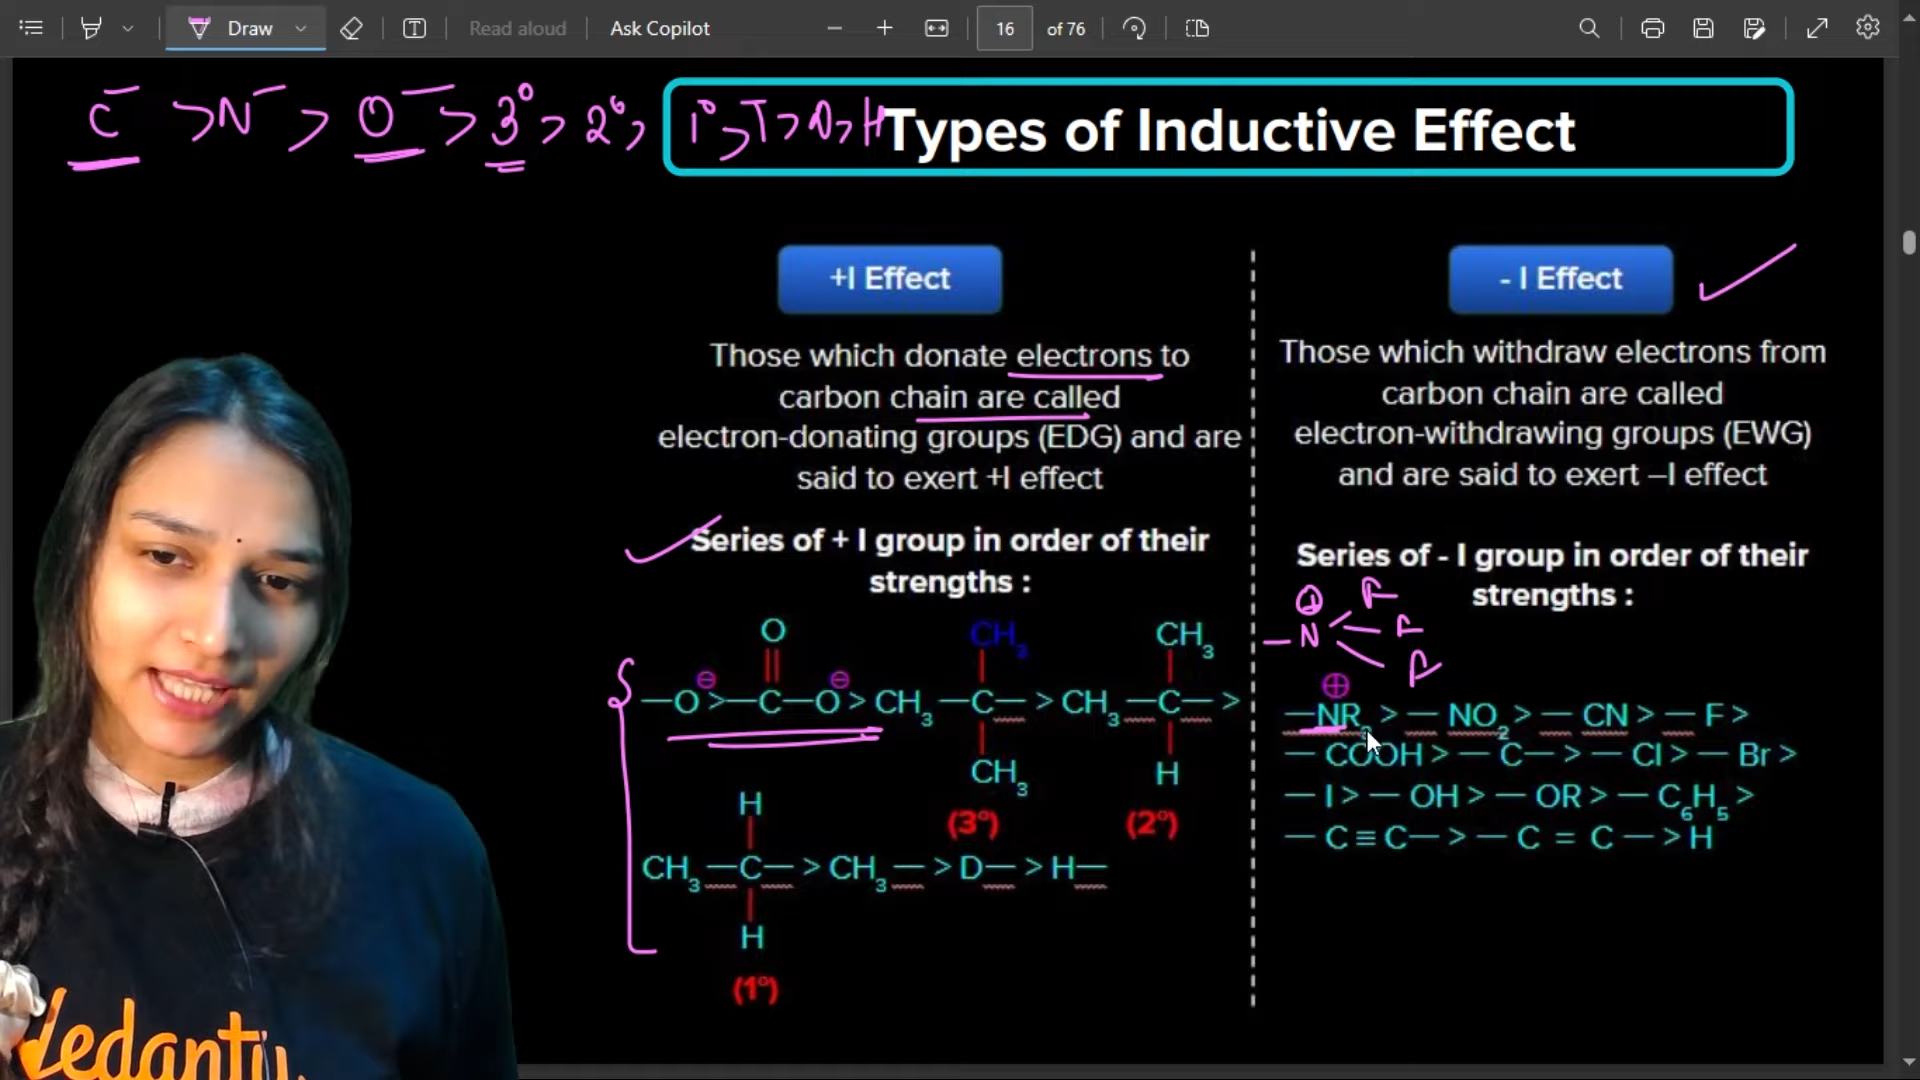 Draw
Read aloud
Ask Copilot
16
of 76
C⁻ > N⁻ > O⁻ > 3° > 2° > 1° > T > D > H
Types of Inductive Effect
+I Effect
Those which donate electrons to
carbon chain are called
electron-donating groups (EDG) and are
said to exert +I effect
Series of + I group in order of their
strengths :
O
CH₃
CH₃
—O⊖ > —C—O⊖ > CH₃—C— > CH₃—C— >
CH₃
H
(3°)
(2°)
H
CH₃—C— > CH₃— > D— > H—
H
(1°)
- I Effect
Those which withdraw electrons from
carbon chain are called
electron-withdrawing groups (EWG)
and are said to exert –I effect
Series of - I group in order of their
strengths :
⊕
—N
⊕
—NR₃ > —NO₂ > —CN > —F >
—COOH > —C— > —Cl > —Br >
—I > —OH > —OR > —C₆H₅ >
—C≡C— > —C=C— > H
Vedantu